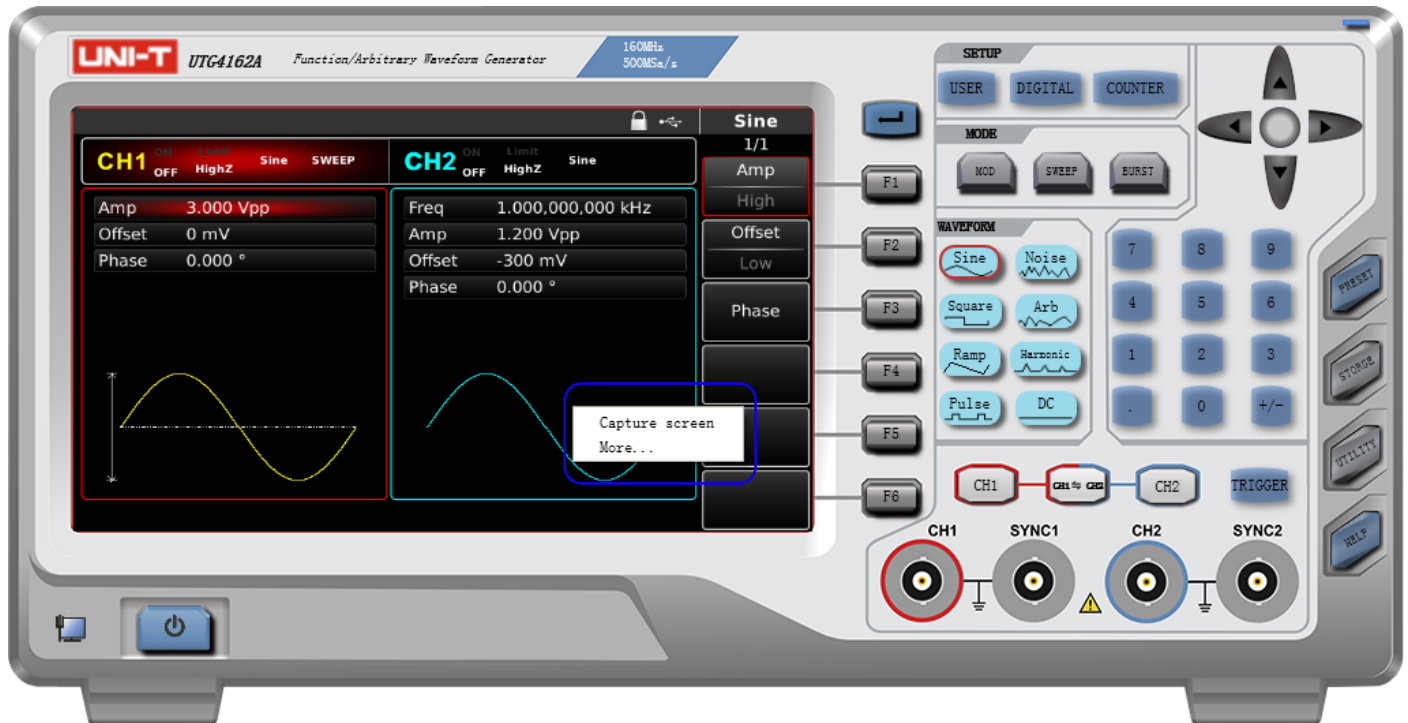 UNI-T UTG4162A Function/Arbitrary Waveform Generator 160MHz
500MSa/s
Sine
1/1
CH1 ON OFF Limit HighZ Sine SWEEP
CH2 ON OFF Limit HighZ Sine
Amp 3.000 Vpp
Offset 0 mV
Phase 0.000 °
Freq 1.000,000,000 kHz
Amp 1.200 Vpp
Offset -300 mV
Phase 0.000 °
Capture screen
More...
Amp
High
Offset
Low
Phase
F1
F2
F3
F4
F5
F6
SETUP
USER DIGITAL COUNTER
MODE
MOD SWEEP BURST
WAVEFORM
Sine Noise
Square Arb
Ramp Harmonic
Pulse DC
7 8 9
4 5 6
1 2 3
. 0 +/-
PRESET
STORGE
UTILITY
HELP
CH1 CH1⇆CH2 CH2 TRIGGER
CH1 SYNC1 CH2 SYNC2